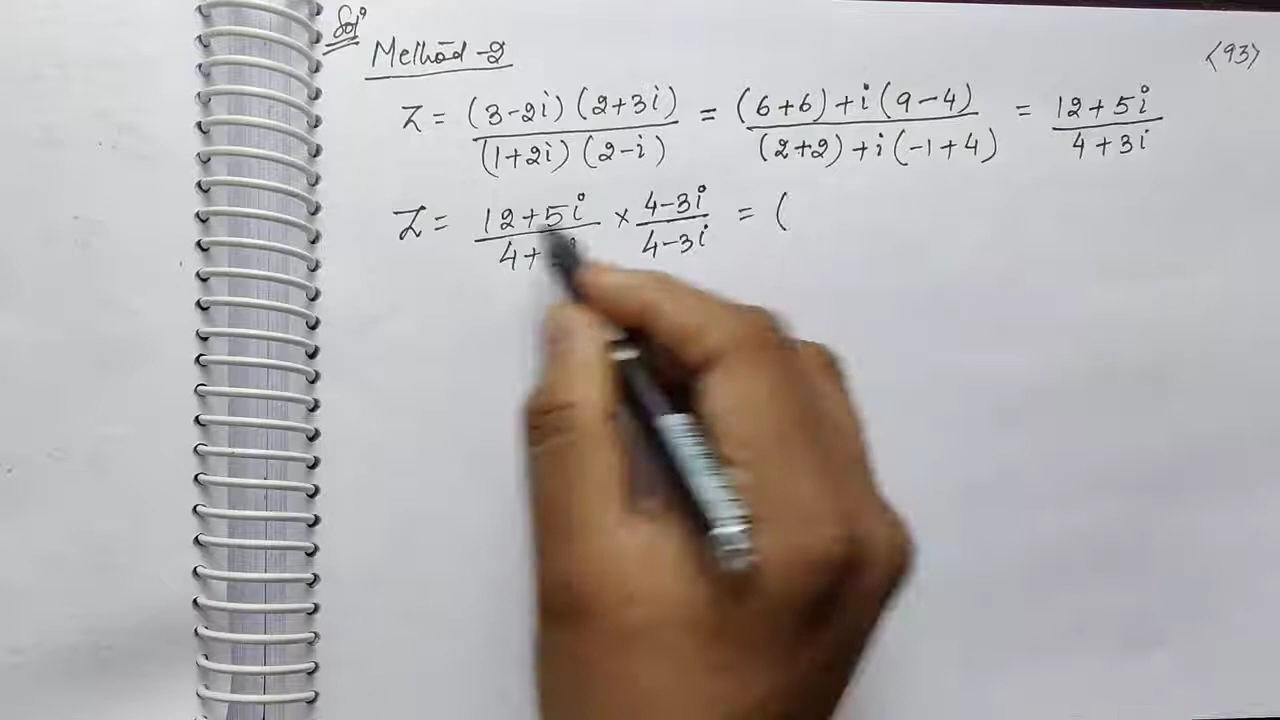 Solⁿ
Method-2
⟨93⟩
Z = (3-2i)(2+3i) / (1+2i)(2-i) = (6+6)+i(9-4) / (2+2)+i(-1+4) = 12+5i / 4+3i
Z = 12+5i / 4+ i × 4-3i / 4-3i = (